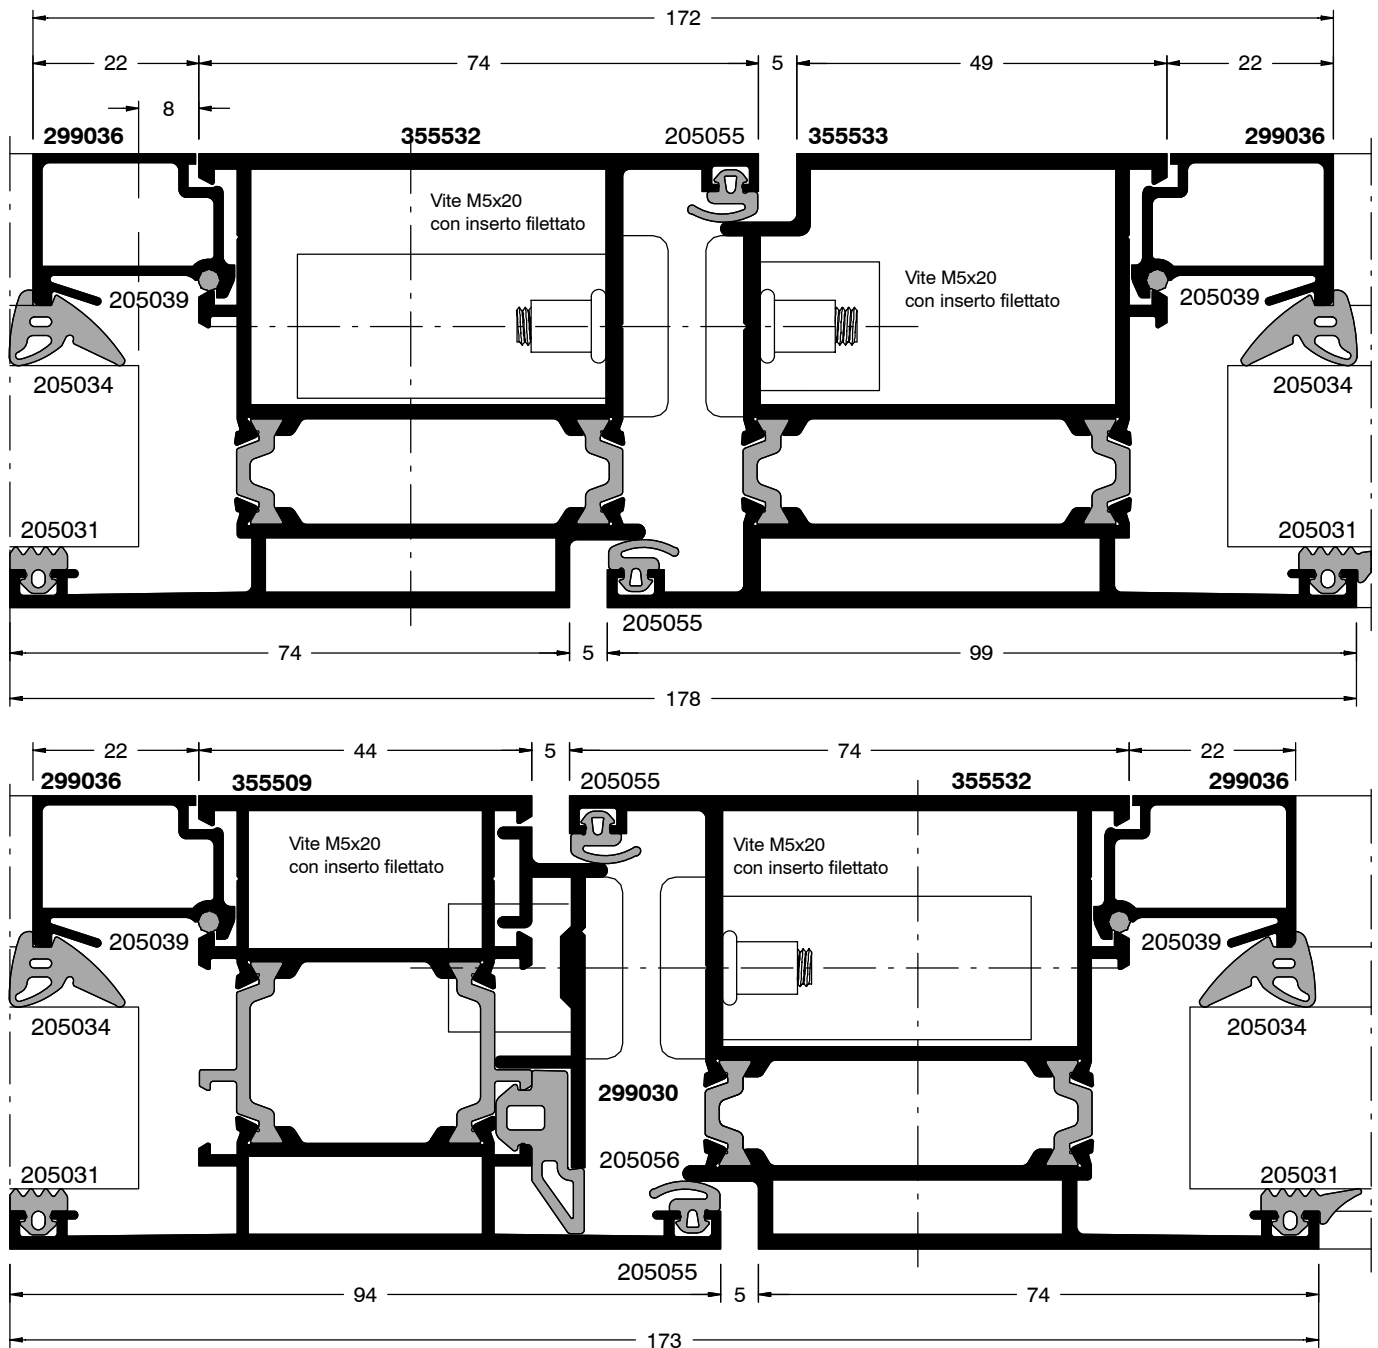 172
22 74 5 49 22
8
299036 355532 205055 355533 299036
Vite M5x20
con inserto filettato
Vite M5x20
con inserto filettato
205039 205039
205034 205034
205031 205031
205055
74 5 99
178
22 44 5 74 22
299036 355509 205055 355532 299036
Vite M5x20
con inserto filettato
Vite M5x20
con inserto filettato
205039 205039
205034 205034
299030
205056
205031 205031
205055
94 5 74
173